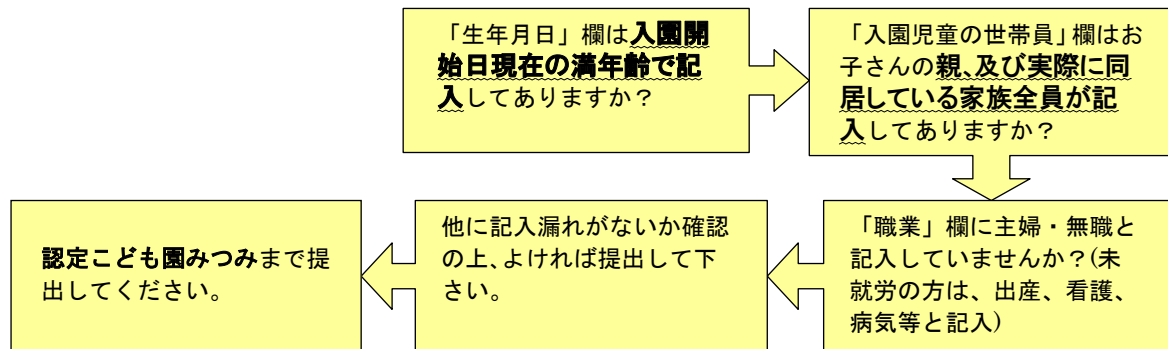 「生年月日」欄は入園開
始日現在の満年齢で記
入してありますか？
「入園児童の世帯員」欄はお
子さんの親、及び実際に同
居している家族全員が記
入してありますか？
「職業」欄に主婦・無職と
記入していませんか？(未
就労の方は、出産、看護、
病気等と記入)
他に記入漏れがないか確認
の上、よければ提出して下
さい。
認定こども園みつみまで提
出してください。